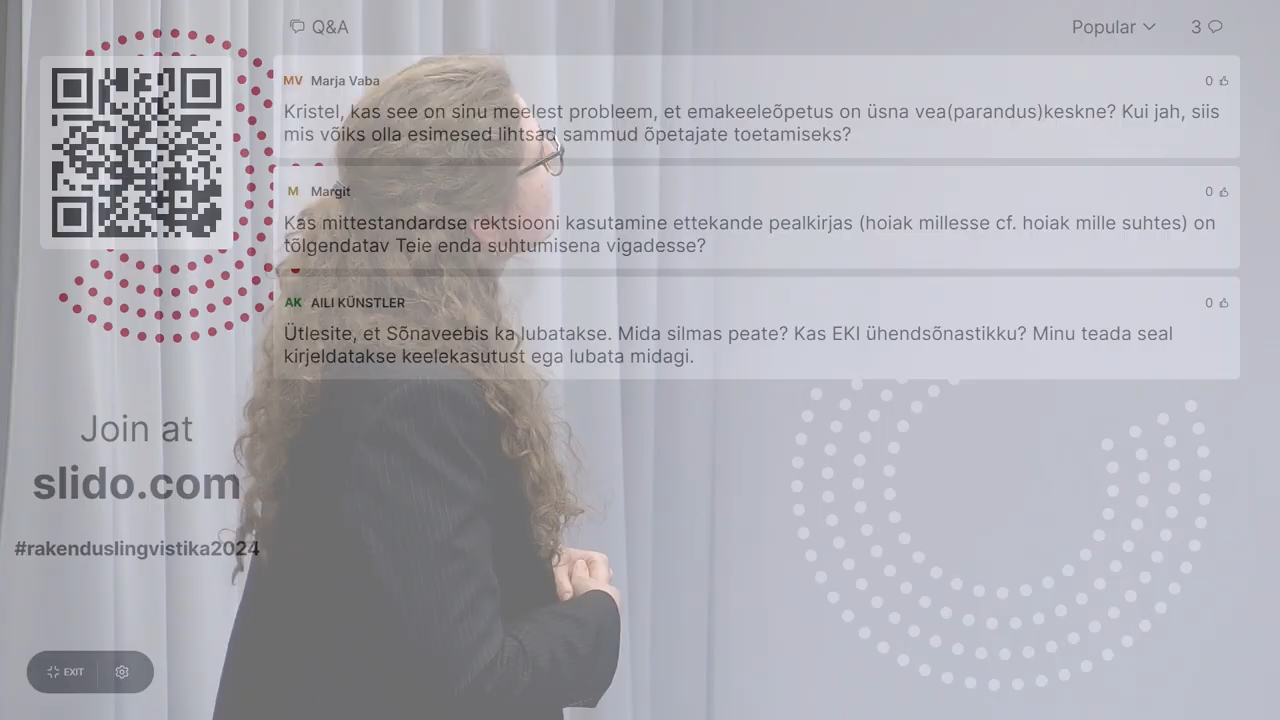 Q&A
Popular
3
MV Marja Vaba
0
Kristel, kas see on sinu meelest probleem, et emakeeleõpetus on üsna vea(parandus)keskne? Kui jah, siis
mis võiks olla esimesed lihtsad sammud õpetajate toetamiseks?
M Margit
0
Kas mittestandardse rektsiooni kasutamine ettekande pealkirjas (hoiak millesse cf. hoiak mille suhtes) on
tõlgendatav Teie enda suhtumisena vigadesse?
AK AILI KÜNSTLER
0
Ütlesite, et Sõnaveebis ka lubatakse. Mida silmas peate? Kas EKI ühendsõnastikku? Minu teada seal
kirjeldatakse keelekasutust ega lubata midagi.
Join at
slido.com
#rakenduslingvistika2024
EXIT